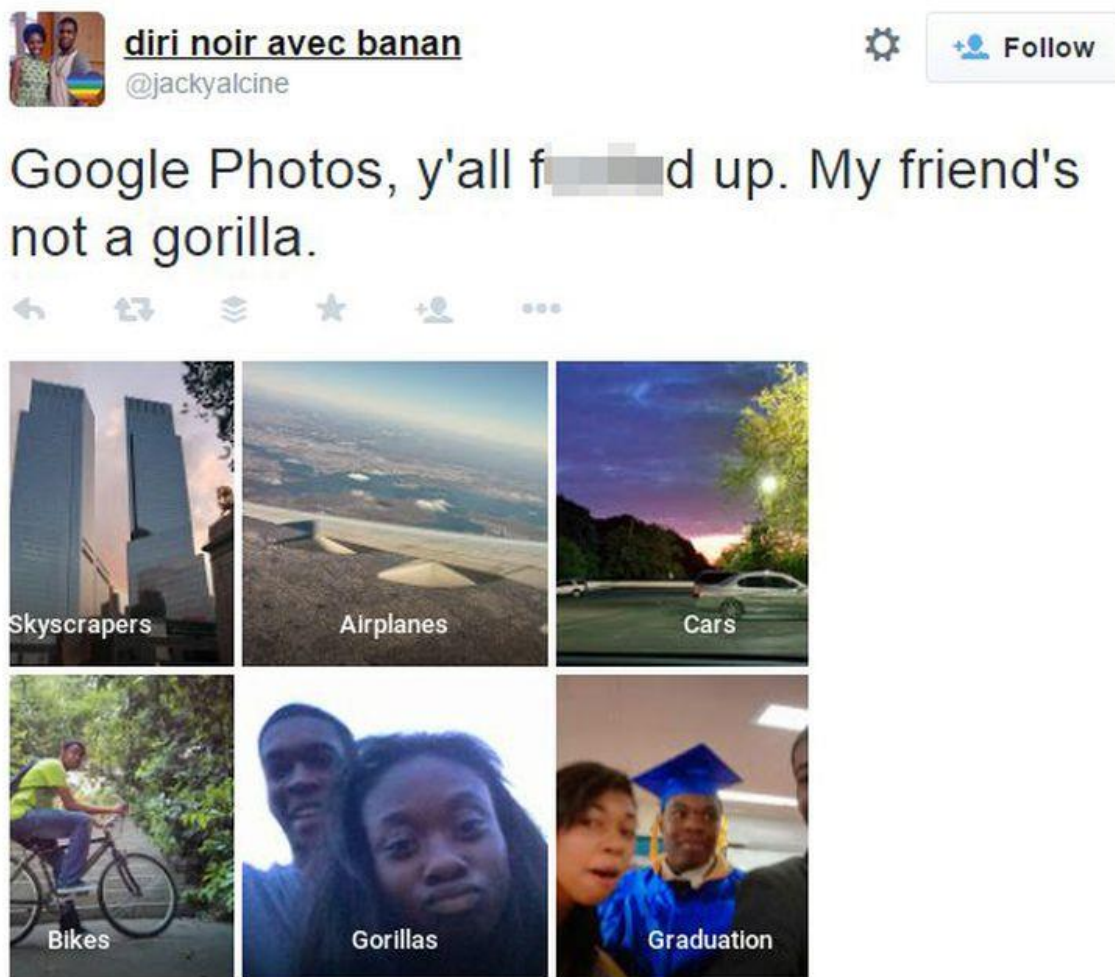 diri noir avec banan
@jackyalcine
Follow
Google Photos, y'all f d up. My friend's
not a gorilla.
Skyscrapers
Airplanes
Cars
Bikes
Gorillas
Graduation